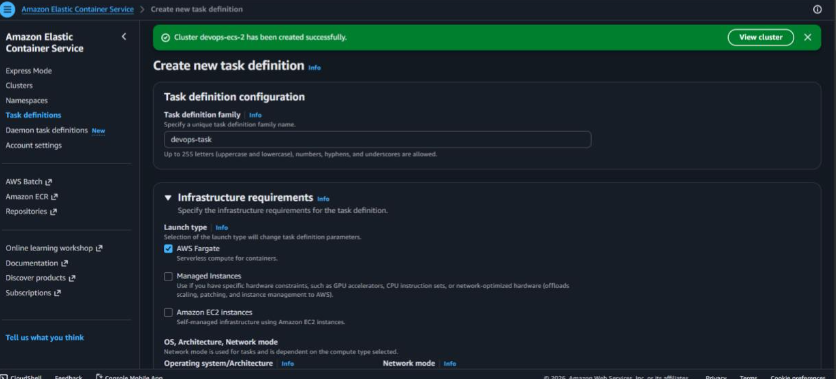 Amazon Elastic Container Service > Create new task definition
Amazon Elastic
Container Service
Express Mode
Clusters
Namespaces
Task definitions
Daemon task definitions New
Account settings
AWS Batch
Amazon ECR
Repositories
Online learning workshop
Documentation
Discover products
Subscriptions
Tell us what you think
Cluster devops-ecs-2 has been created successfully.
View cluster
Create new task definition Info
Task definition configuration
Task definition family | Info
Specify a unique task definition family name.
devops-task
Up to 255 letters (uppercase and lowercase), numbers, hyphens, and underscores are allowed.
Infrastructure requirements Info
Specify the infrastructure requirements for the task definition.
Launch type | Info
Selection of the launch type will change task definition parameters.
AWS Fargate
Serverless compute for containers.
Managed Instances
Use if you have specific hardware constraints, such as GPU accelerators, CPU instruction sets, or network-optimized hardware (offloads
scaling, patching, and instance management to AWS).
Amazon EC2 instances
Self-managed infrastructure using Amazon EC2 instances.
OS, Architecture, Network mode
Network mode is used for tasks and is dependent on the compute type selected.
Operating system/Architecture | Info
Network mode | Info
CloudShell Feedback Console Mobile App
© 2026, Amazon Web Services, Inc. or its affiliates. Privacy Terms Cookie preferences